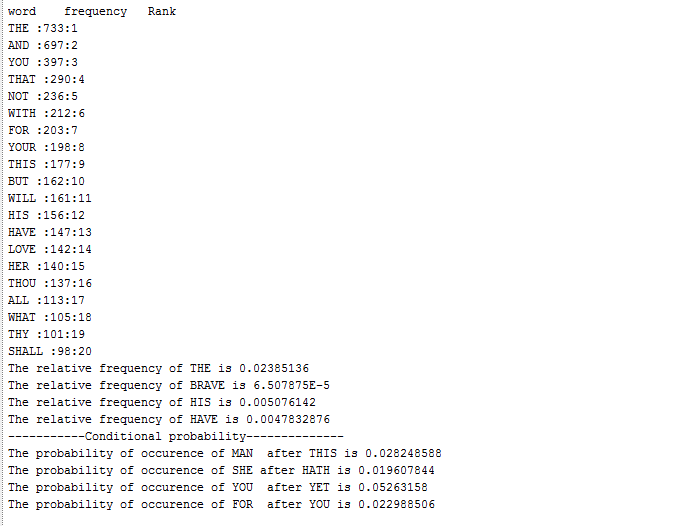 word    frequency   Rank
THE :733:1
AND :697:2
YOU :397:3
THAT :290:4
NOT :236:5
WITH :212:6
FOR :203:7
YOUR :198:8
THIS :177:9
BUT :162:10
WILL :161:11
HIS :156:12
HAVE :147:13
LOVE :142:14
HER :140:15
THOU :137:16
ALL :113:17
WHAT :105:18
THY :101:19
SHALL :98:20
The relative frequency of THE is 0.02385136
The relative frequency of BRAVE is 6.507875E-5
The relative frequency of HIS is 0.005076142
The relative frequency of HAVE is 0.0047832876
-----------Conditional probability--------------
The probability of occurence of MAN  after THIS is 0.028248588
The probability of occurence of SHE after HATH is 0.019607844
The probability of occurence of YOU  after YET is 0.05263158
The probability of occurence of FOR  after YOU is 0.022988506